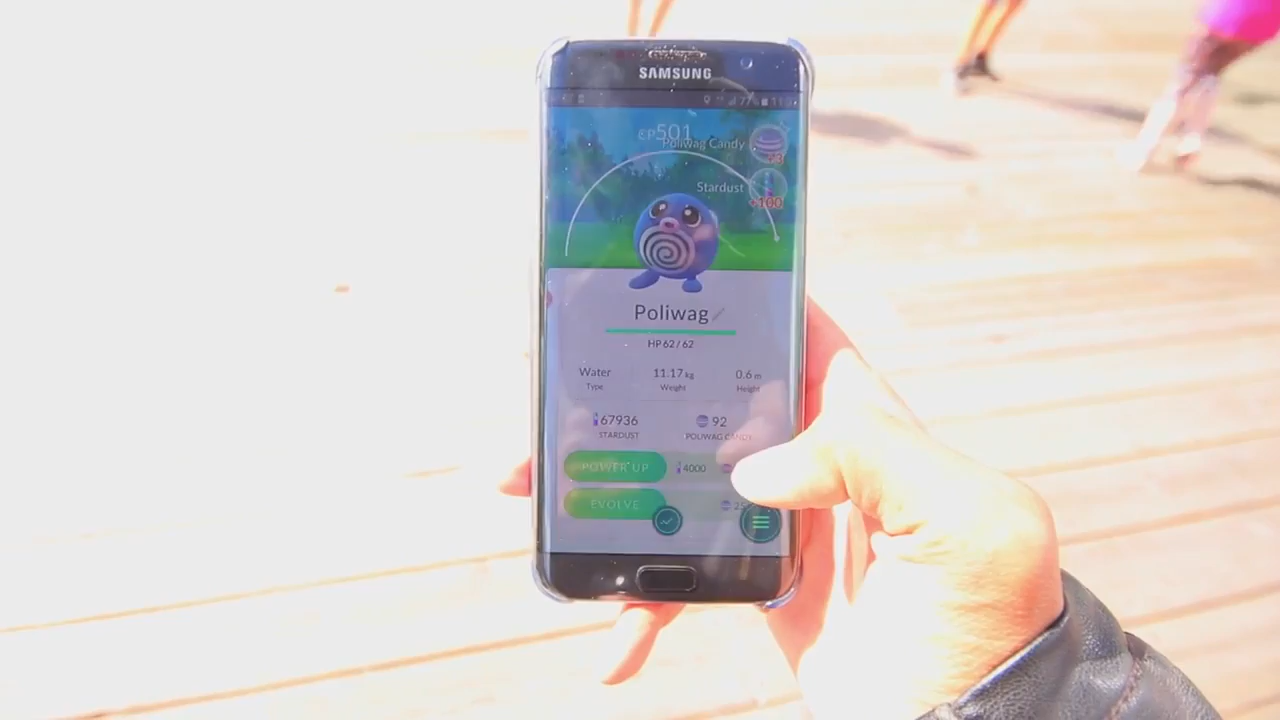 SAMSUNG
77%
CP501
Poliwag Candy
+3
Stardust
+100
Poliwag
HP 62 / 62
Water
Type
11.17 kg
Weight
0.6 m
Height
67936
STARDUST
92
POLIWAG CANDY
POWER UP
4000
EVOLVE